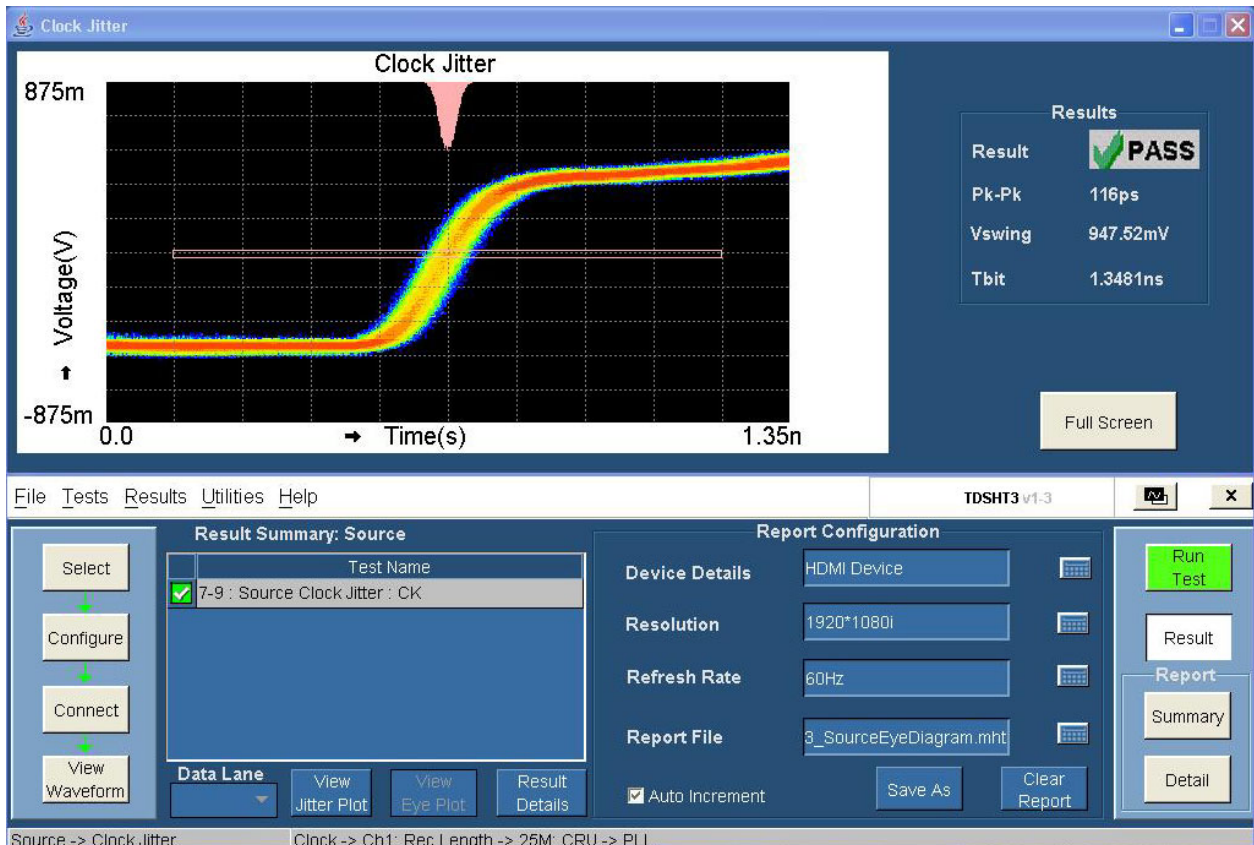 Clock Jitter
Clock Jitter
875m
Voltage(V)
-875m
0.0
Time(s)
1.35n
Results
Result PASS
Pk-Pk 116ps
Vswing 947.52mV
Tbit 1.3481ns
Full Screen
File Tests Results Utilities Help
TDSHT3 v1-3
Select
Configure
Connect
View
Waveform
Result Summary: Source
Test Name
7-9 : Source Clock Jitter : CK
Data Lane
View
Jitter Plot
View
Eye Plot
Result
Details
Report Configuration
Device Details HDMI Device
Resolution 1920*1080i
Refresh Rate 60Hz
Report File 3_SourceEyeDiagram.mht
Auto Increment
Save As
Clear
Report
Run
Test
Result
Report
Summary
Detail
Source -> Clock Jitter
Clock -> Ch1: Rec Length -> 25M: CRU -> PLL